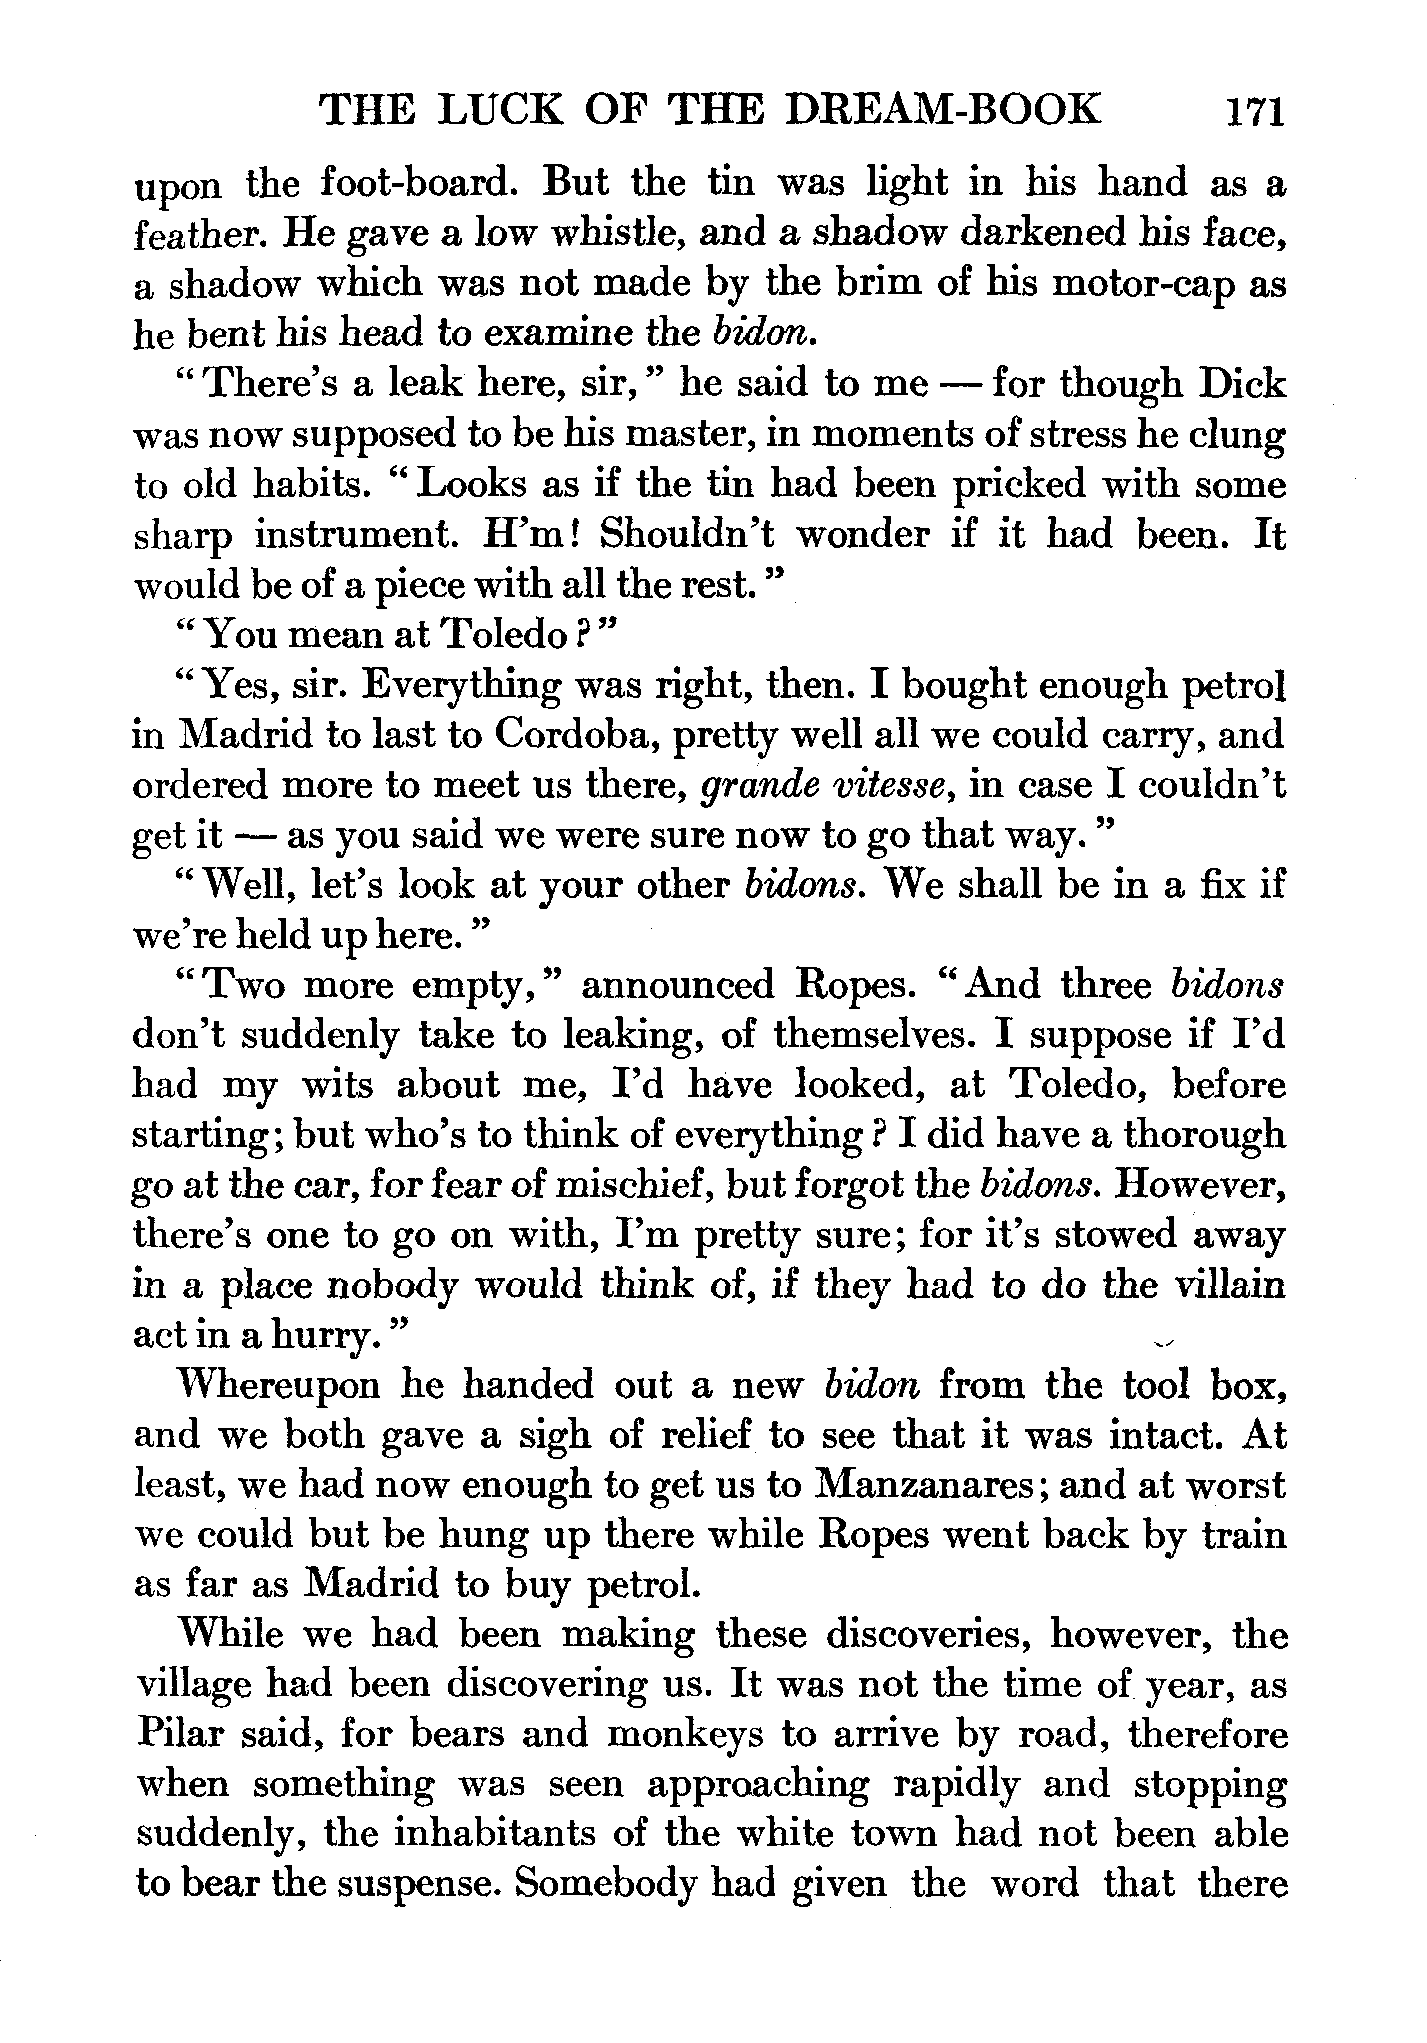 THE LUCK OF THE DREAM-BOOK 171
upon the foot-board. But the tin was light in his hand as a
feather. He gave a low whistle, and a shadow darkened his face,
a shadow which was not made by the brim of his motor-cap as
he bent his head to examine the bidon.
"There's a leak here, sir," he said to me — for though Dick
was now supposed to be his master, in moments of stress he clung
to old habits. "Looks as if the tin had been pricked with some
sharp instrument. H'm! Shouldn't wonder if it had been. It
would be of a piece with all the rest."
"You mean at Toledo?"
"Yes, sir. Everything was right, then. I bought enough petrol
in Madrid to last to Cordoba, pretty well all we could carry, and
ordered more to meet us there, grande vitesse, in case I couldn't
get it — as you said we were sure now to go that way."
"Well, let's look at your other bidons. We shall be in a fix if
we're held up here."
"Two more empty," announced Ropes. "And three bidons
don't suddenly take to leaking, of themselves. I suppose if I'd
had my wits about me, I'd have looked, at Toledo, before
starting; but who's to think of everything? I did have a thorough
go at the car, for fear of mischief, but forgot the bidons. However,
there's one to go on with, I'm pretty sure; for it's stowed away
in a place nobody would think of, if they had to do the villain
act in a hurry."
Whereupon he handed out a new bidon from the tool box,
and we both gave a sigh of relief to see that it was intact. At
least, we had now enough to get us to Manzanares; and at worst
we could but be hung up there while Ropes went back by train
as far as Madrid to buy petrol.
While we had been making these discoveries, however, the
village had been discovering us. It was not the time of year, as
Pilar said, for bears and monkeys to arrive by road, therefore
when something was seen approaching rapidly and stopping
suddenly, the inhabitants of the white town had not been able
to bear the suspense. Somebody had given the word that there